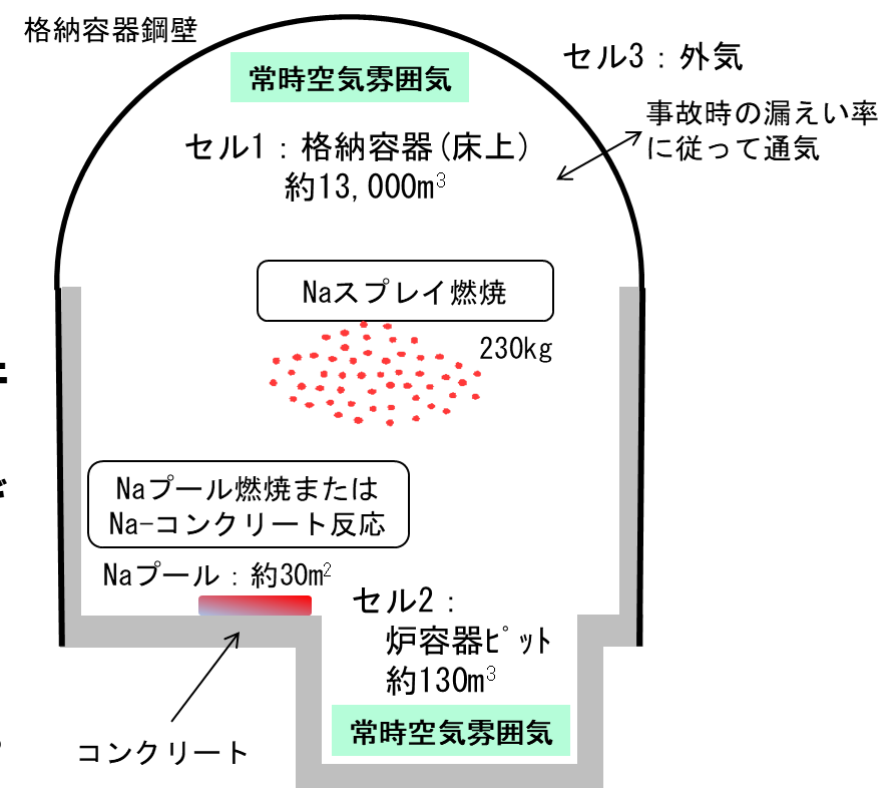 格納容器鋼壁
常時空気雰囲気
セル3：外気
事故時の漏えい率
に従って通気
セル1：格納容器(床上)
約13,000m³
Naスプレイ燃焼
230kg
Naプール燃焼または
Na-コンクリート反応
Naプール：約30m²
セル2：
炉容器ﾋﾟｯﾄ
約130m³
常時空気雰囲気
コンクリート